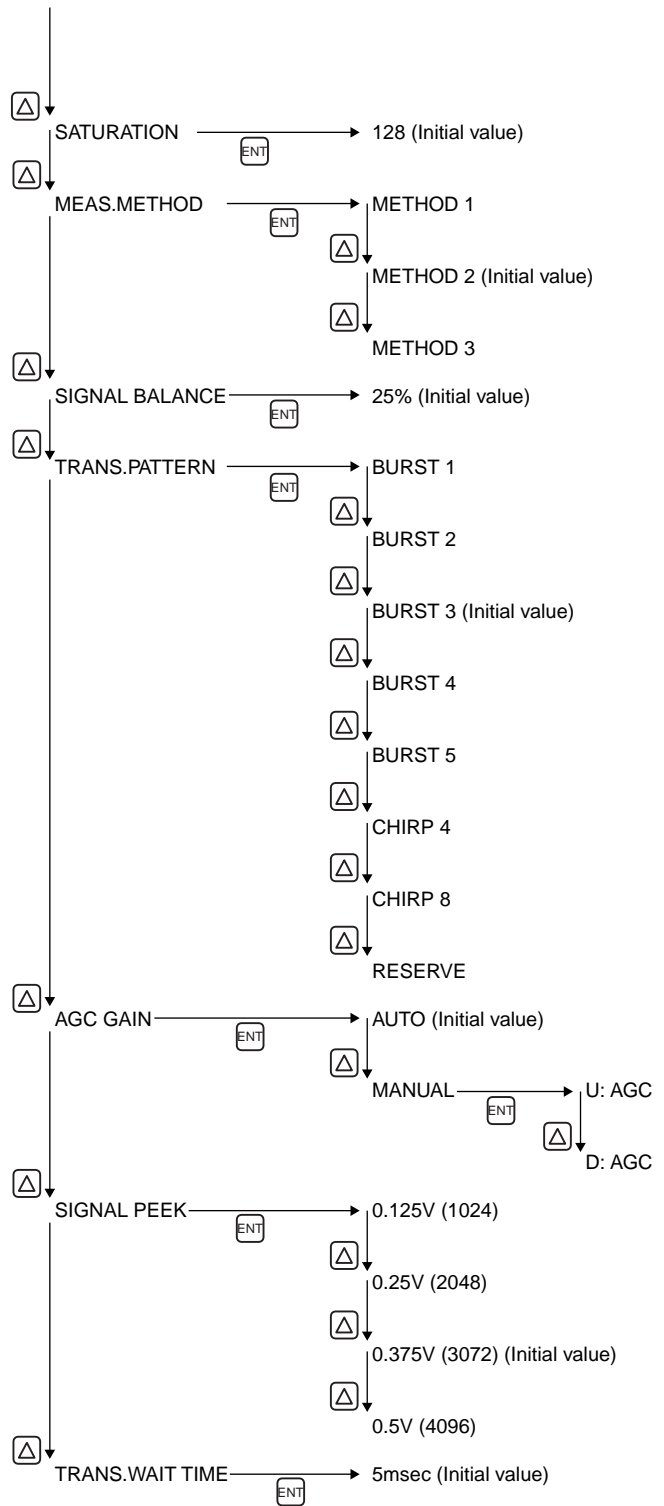 SATURATION ENT 128 (Initial value)
MEAS.METHOD ENT METHOD 1
METHOD 2 (Initial value)
METHOD 3
SIGNAL BALANCE ENT 25% (Initial value)
TRANS.PATTERN ENT BURST 1
BURST 2
BURST 3 (Initial value)
BURST 4
BURST 5
CHIRP 4
CHIRP 8
RESERVE
AGC GAIN ENT AUTO (Initial value)
MANUAL ENT U: AGC
D: AGC
SIGNAL PEEK ENT 0.125V (1024)
0.25V (2048)
0.375V (3072) (Initial value)
0.5V (4096)
TRANS.WAIT TIME ENT 5msec (Initial value)